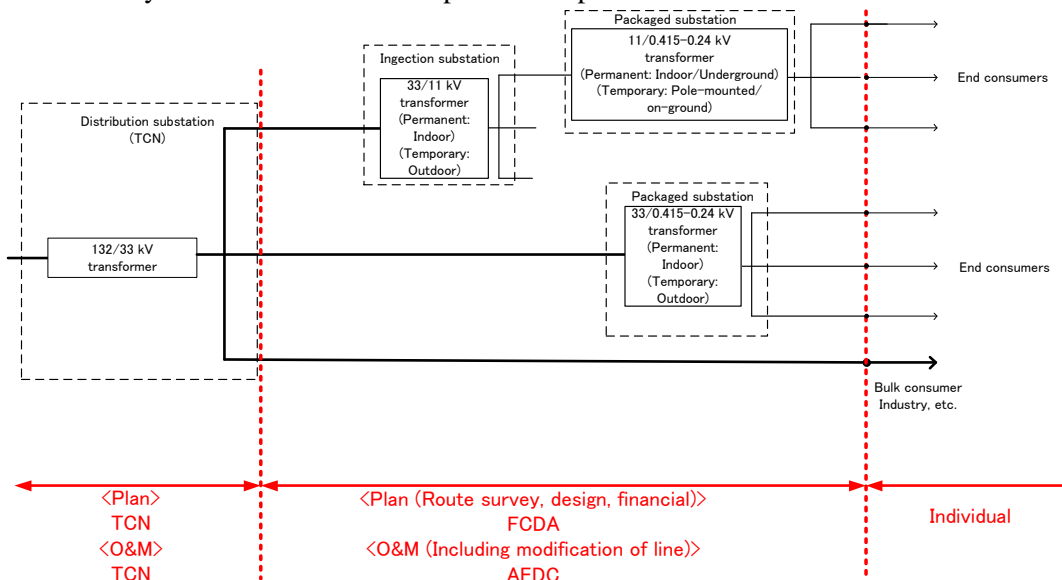 Packaged substation
11/0.415-0.24 kV
transformer
(Permanent: Indoor/Underground)
(Temporary: Pole-mounted/
on-ground)
End consumers
Ingection substation
33/11 kV
transformer
(Permanent:
Indoor)
(Temporary:
Outdoor)
Distribution substation
(TCN)
132/33 kV
transformer
Packaged substation
33/0.415-0.24 kV
transformer
(Permanent:
Indoor)
(Temporary:
Outdoor)
End consumers
Bulk consumer
Industry, etc.
<Plan>
TCN
<O&M>
TCN
<Plan (Route survey, design, financial)>
FCDA
<O&M (Including modification of line)>
AEDC
Individual